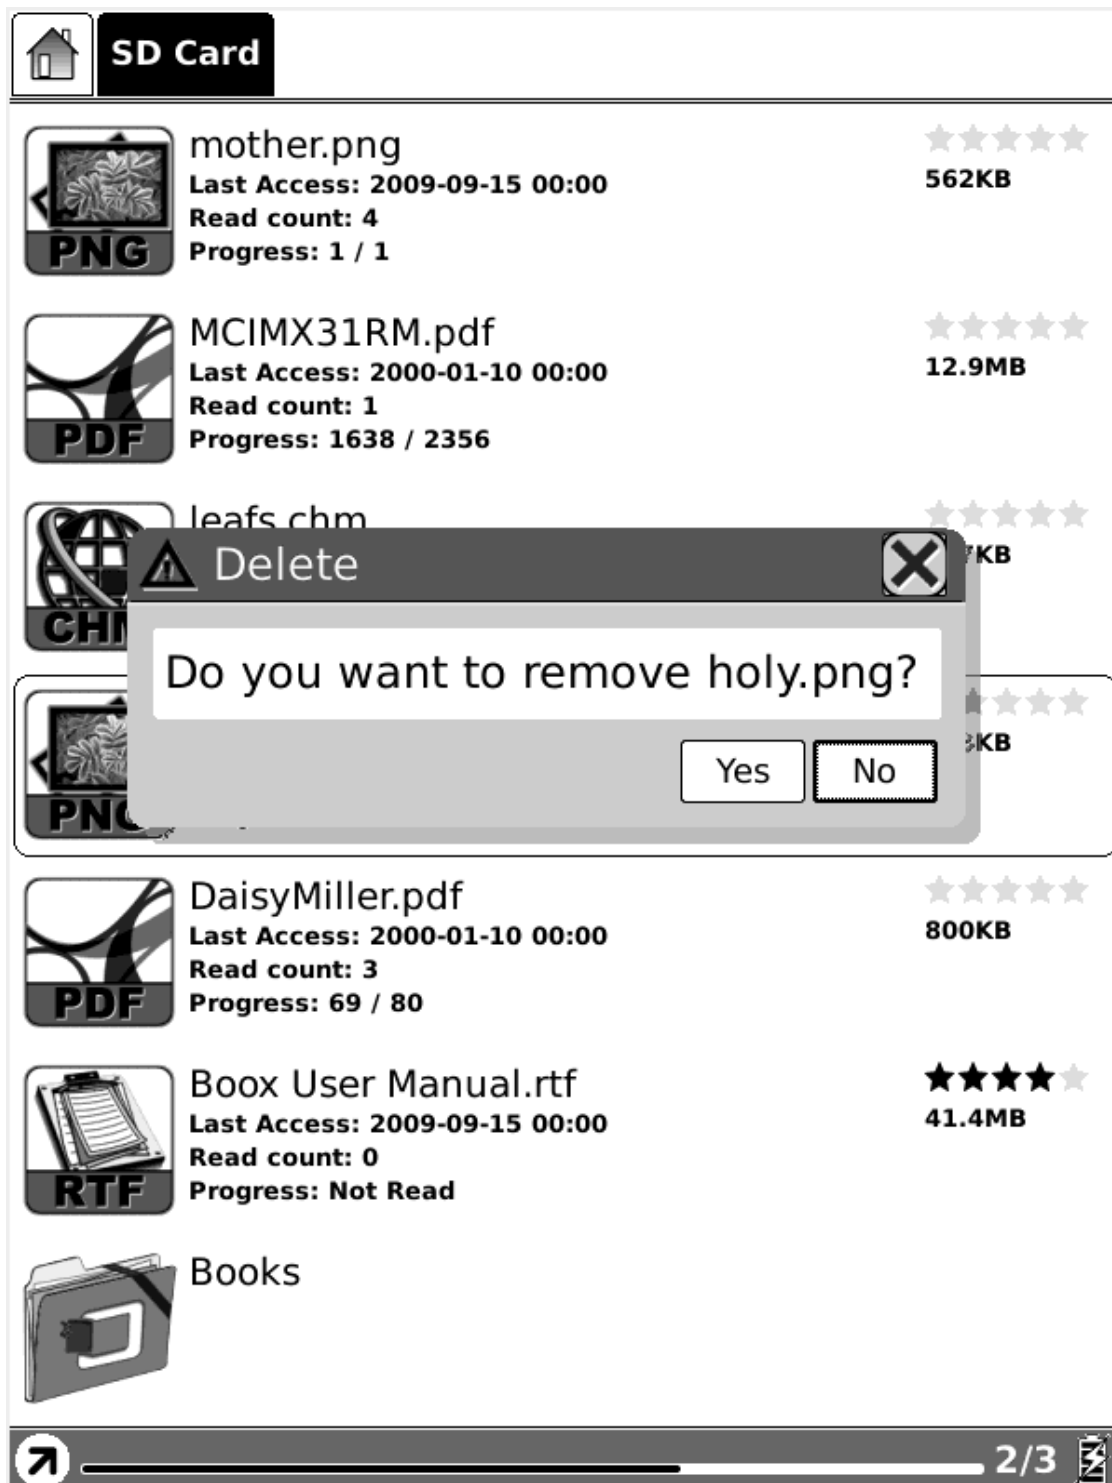 SD Card
mother.png
562KB
Last Access: 2009-09-15 00:00
Read count: 4
Progress: 1 / 1
PNG
MCIMX31RM.pdf
12.9MB
Last Access: 2000-01-10 00:00
Read count: 1
Progress: 1638 / 2356
PDF
leafs.chm
KB
Delete
Do you want to remove holy.png?
KB
Yes
No
PNG
DaisyMiller.pdf
800KB
Last Access: 2000-01-10 00:00
Read count: 3
Progress: 69 / 80
PDF
Boox User Manual.rtf
41.4MB
Last Access: 2009-09-15 00:00
Read count: 0
Progress: Not Read
RTF
Books
2/3